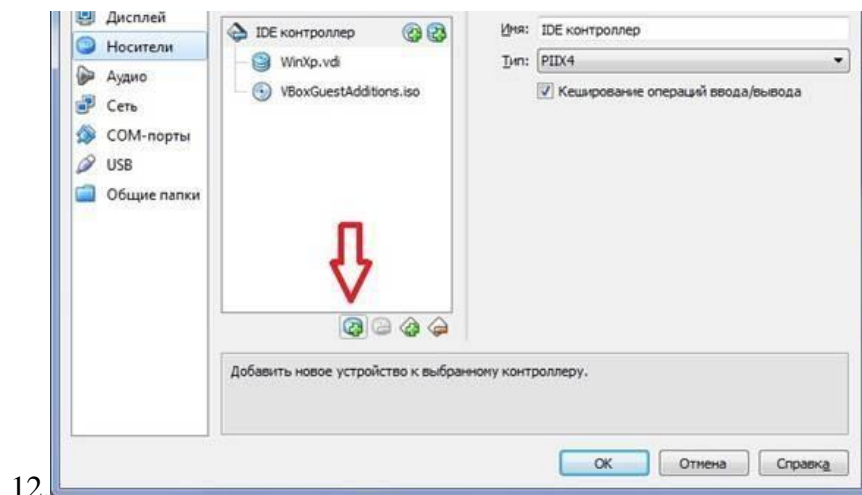 Дисплей
Носители
Аудио
Сеть
COM-порты
USB
Общие папки
IDE контроллер
WinXp.vdi
VBoxGuestAdditions.iso
Имя: IDE контроллер
Тип: PIIX4
Кеширование операций ввода/вывода
Добавить новое устройство к выбранному контроллеру.
OK Отмена Справка
12.